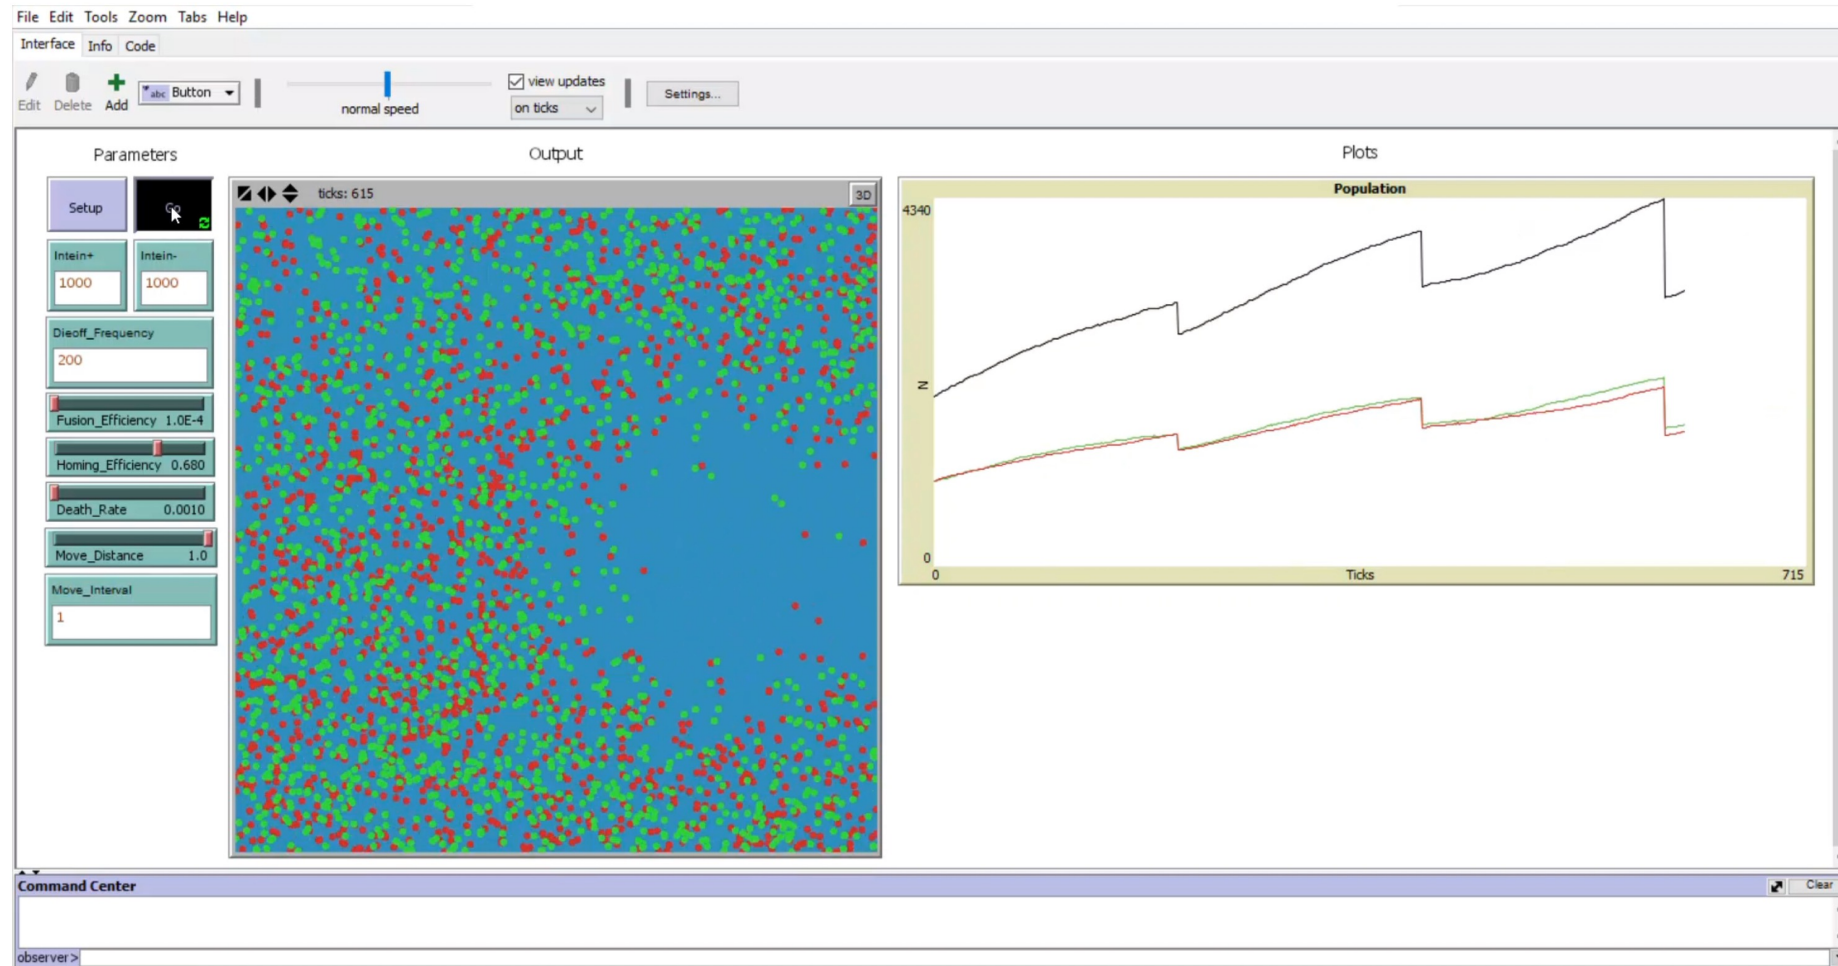 File Edit Tools Zoom Tabs Help
Interface Info Code
Edit Delete Add abc Button normal speed view updates on ticks Settings...
Parameters Output Plots
Setup Go
ticks: 615 3D
Intein+ Intein-
1000 1000
Dieoff_Frequency
200
Fusion_Efficiency 1.0E-4
Homing_Efficiency 0.680
Death_Rate 0.0010
Move_Distance 1.0
Move_Interval
1
Population
4340
N
0
0 Ticks 715
Command Center Clear
observer>